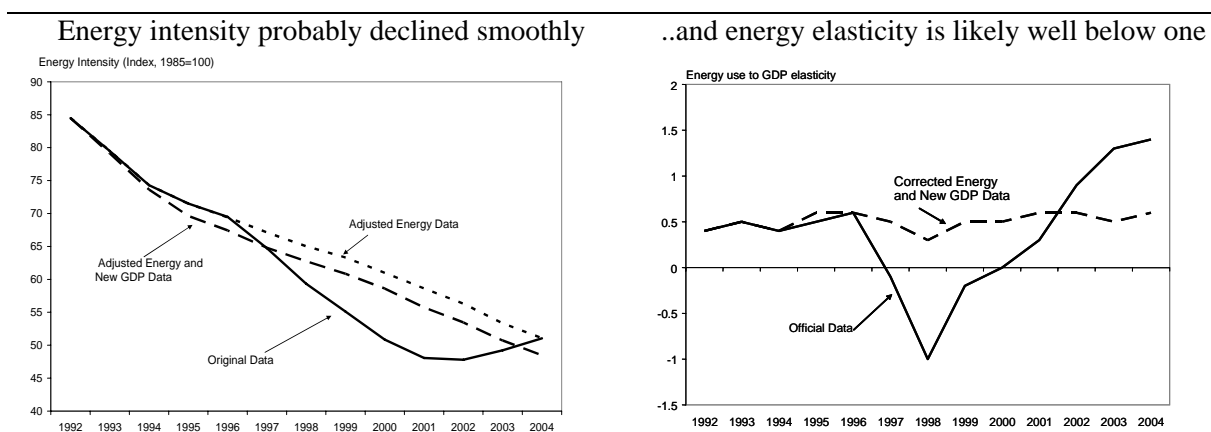 Energy intensity probably declined smoothly
Energy Intensity (Index, 1985=100)
90
85
80
75
70
65
60
55
50
45
40
Adjusted Energy Data
Adjusted Energy and
New GDP Data
Original Data
1992 1993 1994 1995 1996 1997 1998 1999 2000 2001 2002 2003 2004
..and energy elasticity is likely well below one
Energy use to GDP elasticity
2
1.5
1
0.5
0
-0.5
-1
-1.5
Corrected Energy
and New GDP Data
Official Data
1992 1993 1994 1995 1996 1997 1998 1999 2000 2001 2002 2003 2004